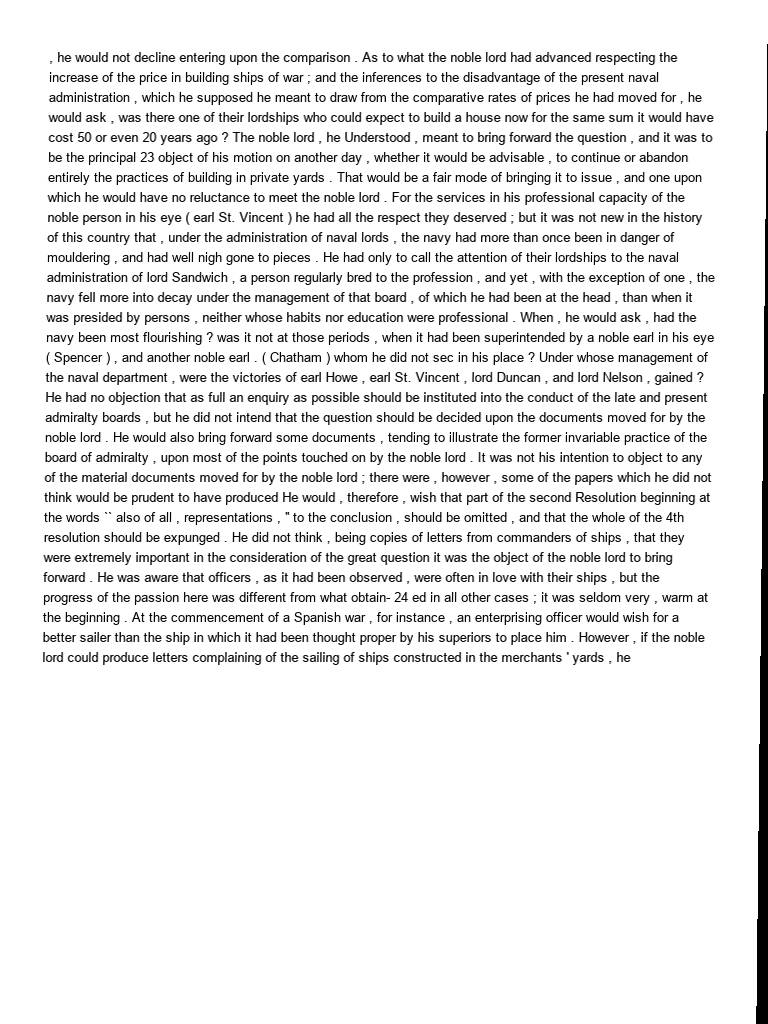 , he would not decline entering upon the comparison . As to what the noble lord had advanced respecting the
increase of the price in building ships of war ; and the inferences to the disadvantage of the present naval
administration , which he supposed he meant to draw from the comparative rates of prices he had moved for , he
would ask , was there one of their lordships who could expect to build a house now for the same sum it would have
cost 50 or even 20 years ago ? The noble lord , he Understood , meant to bring forward the question , and it was to
be the principal 23 object of his motion on another day , whether it would be advisable , to continue or abandon
entirely the practices of building in private yards . That would be a fair mode of bringing it to issue , and one upon
which he would have no reluctance to meet the noble lord . For the services in his professional capacity of the
noble person in his eye ( earl St. Vincent ) he had all the respect they deserved ; but it was not new in the history
of this country that , under the administration of naval lords , the navy had more than once been in danger of
mouldering , and had well nigh gone to pieces . He had only to call the attention of their lordships to the naval
administration of lord Sandwich , a person regularly bred to the profession , and yet , with the exception of one , the
navy fell more into decay under the management of that board , of which he had been at the head , than when it
was presided by persons , neither whose habits nor education were professional . When , he would ask , had the
navy been most flourishing ? was it not at those periods , when it had been superintended by a noble earl in his eye
( Spencer ) , and another noble earl . ( Chatham ) whom he did not sec in his place ? Under whose management of
the naval department , were the victories of earl Howe , earl St. Vincent , lord Duncan , and lord Nelson , gained ?
He had no objection that as full an enquiry as possible should be instituted into the conduct of the late and present
admiralty boards , but he did not intend that the question should be decided upon the documents moved for by the
noble lord . He would also bring forward some documents , tending to illustrate the former invariable practice of the
board of admiralty , upon most of the points touched on by the noble lord . It was not his intention to object to any
of the material documents moved for by the noble lord ; there were , however , some of the papers which he did not
think would be prudent to have produced He would , therefore , wish that part of the second Resolution beginning at
the words `` also of all , representations , " to the conclusion , should be omitted , and that the whole of the 4th
resolution should be expunged . He did not think , being copies of letters from commanders of ships , that they
were extremely important in the consideration of the great question it was the object of the noble lord to bring
forward . He was aware that officers , as it had been observed , were often in love with their ships , but the
progress of the passion here was different from what obtain- 24 ed in all other cases ; it was seldom very , warm at
the beginning . At the commencement of a Spanish war , for instance , an enterprising officer would wish for a
better sailer than the ship in which it had been thought proper by his superiors to place him . However , if the noble
lord could produce letters complaining of the sailing of ships constructed in the merchants ' yards , he